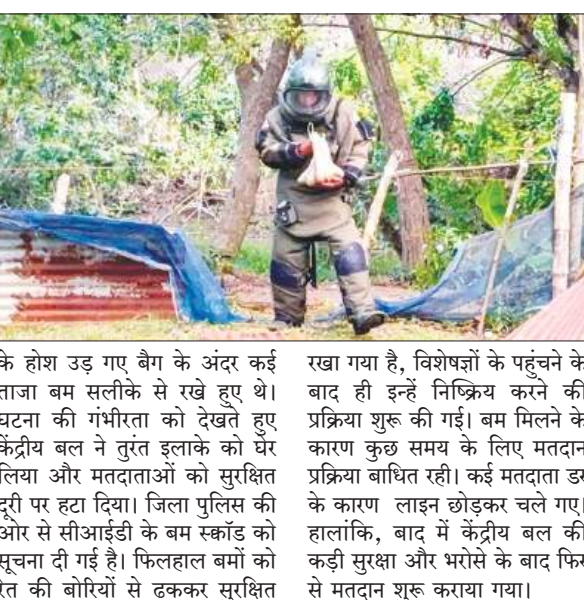 के होश उड़ गए बैग के अंदर कई
ताजा बम सलीके से रखे हुए थे।
घटना की गंभीरता को देखते हुए
केंद्रीय बल ने तुरंत इलाके को घेर
लिया और मतदाताओं को सुरक्षित
दूरी पर हटा दिया। जिला पुलिस की
ओर से सीआईडी के बम स्क्वॉड को
सूचना दी गई है। फिलहाल बमों को
रेत की बोरियों से ढककर सुरक्षित
रखा गया है, विशेषज्ञों के पहुंचने के
बाद ही इन्हें निष्क्रिय करने की
प्रक्रिया शुरू की गई। बम मिलने के
कारण कुछ समय के लिए मतदान
प्रक्रिया बाधित रही। कई मतदाता डर
के कारण लाइन छोड़कर चले गए।
हालांकि, बाद में केंद्रीय बल की
कड़ी सुरक्षा और भरोसे के बाद फिर
से मतदान शुरू कराया गया।